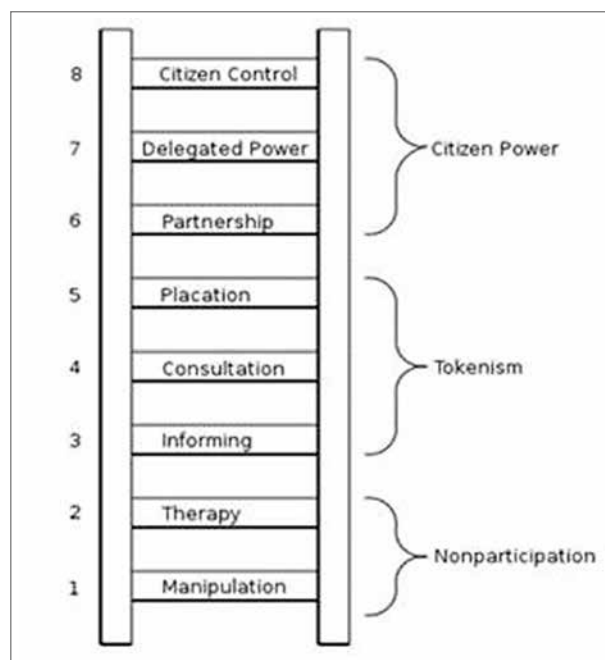 8 Citizen Control
7 Delegated Power
Citizen Power
6 Partnership
5 Placation
4 Consultation
Tokenism
3 Informing
2 Therapy
Nonparticipation
1 Manipulation